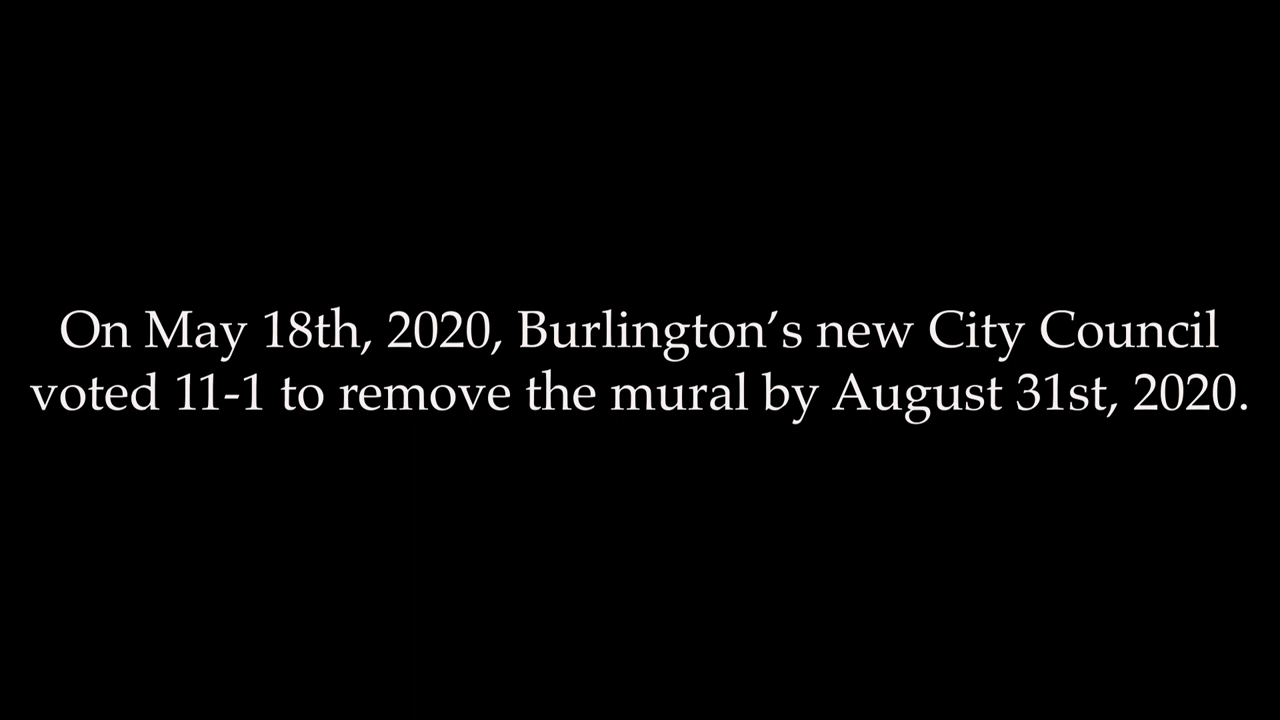 On May 18th, 2020, Burlington’s new City Council
voted 11-1 to remove the mural by August 31st, 2020.